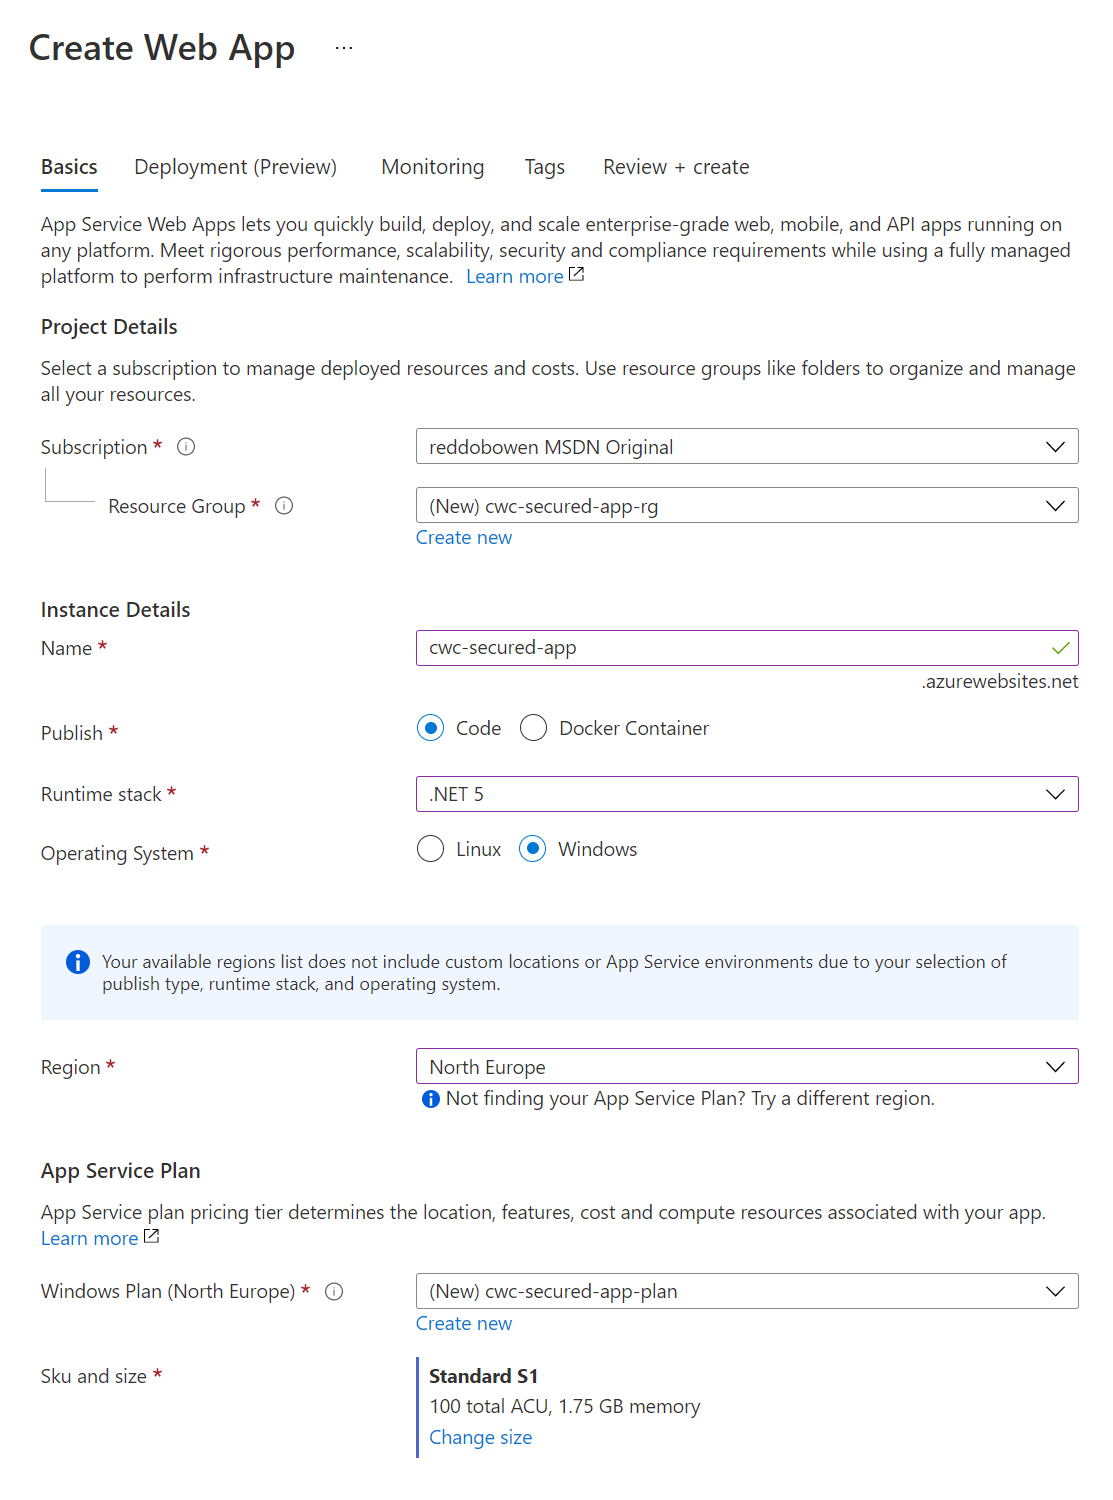 Create Web App ...
Basics Deployment (Preview) Monitoring Tags Review + create
App Service Web Apps lets you quickly build, deploy, and scale enterprise-grade web, mobile, and API apps running on
any platform. Meet rigorous performance, scalability, security and compliance requirements while using a fully managed
platform to perform infrastructure maintenance. Learn more
Project Details
Select a subscription to manage deployed resources and costs. Use resource groups like folders to organize and manage
all your resources.
Subscription * reddobowen MSDN Original
Resource Group * (New) cwc-secured-app-rg
Create new
Instance Details
Name * cwc-secured-app
.azurewebsites.net
Publish * Code Docker Container
Runtime stack * .NET 5
Operating System * Linux Windows
Your available regions list does not include custom locations or App Service environments due to your selection of
publish type, runtime stack, and operating system.
Region * North Europe
Not finding your App Service Plan? Try a different region.
App Service Plan
App Service plan pricing tier determines the location, features, cost and compute resources associated with your app.
Learn more
Windows Plan (North Europe) * (New) cwc-secured-app-plan
Create new
Sku and size * Standard S1
100 total ACU, 1.75 GB memory
Change size